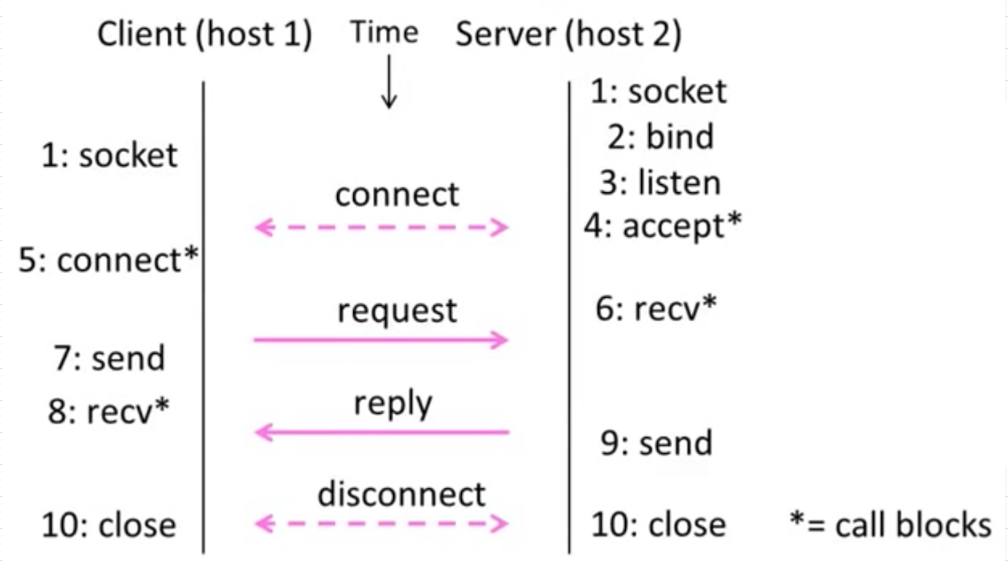 Client (host 1) Time Server (host 2)
1: socket
2: bind
1: socket
3: listen
connect
4: accept*
5: connect*
6: recv*
request
7: send
reply
8: recv*
9: send
disconnect
10: close
10: close
*= call blocks